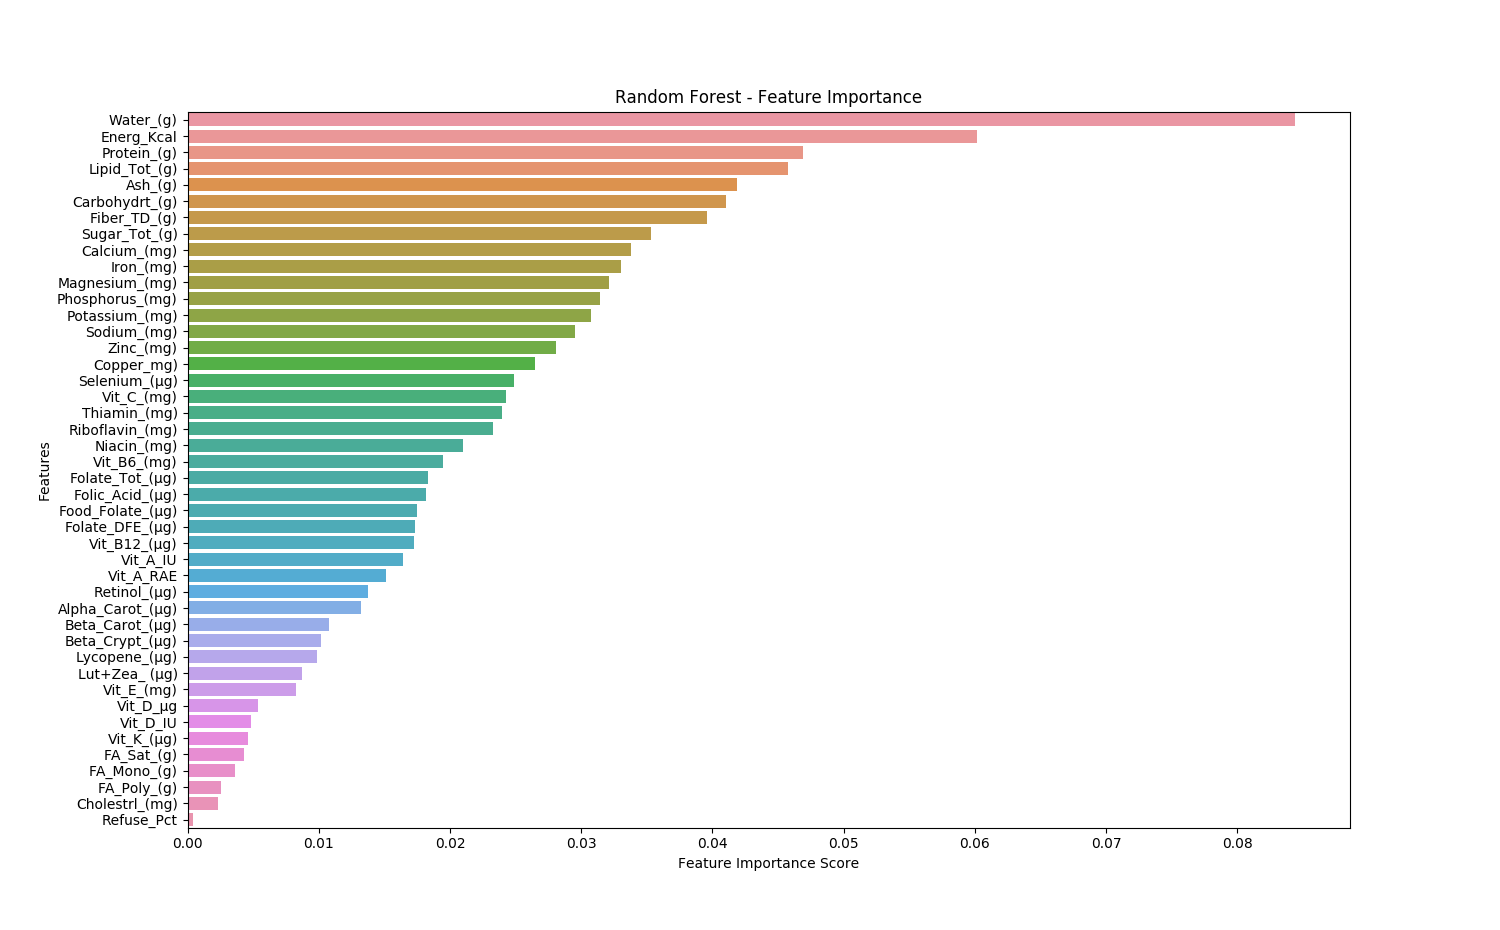 Random Forest - Feature Importance
Water_(g)
Energ_Kcal
Protein_(g)
Lipid_Tot_(g)
Ash_(g)
Carbohydrt_(g)
Fiber_TD_(g)
Sugar_Tot_(g)
Calcium_(mg)
Iron_(mg)
Magnesium_(mg)
Phosphorus_(mg)
Potassium_(mg)
Sodium_(mg)
Zinc_(mg)
Copper_mg)
Selenium_(µg)
Vit_C_(mg)
Thiamin_(mg)
Riboflavin_(mg)
Niacin_(mg)
Vit_B6_(mg)
Folate_Tot_(µg)
Folic_Acid_(µg)
Food_Folate_(µg)
Folate_DFE_(µg)
Vit_B12_(µg)
Vit_A_IU
Vit_A_RAE
Retinol_(µg)
Alpha_Carot_(µg)
Beta_Carot_(µg)
Beta_Crypt_(µg)
Lycopene_(µg)
Lut+Zea_ (µg)
Vit_E_(mg)
Vit_D_µg
Vit_D_IU
Vit_K_(µg)
FA_Sat_(g)
FA_Mono_(g)
FA_Poly_(g)
Cholestrl_(mg)
Refuse_Pct
Features
0.00 0.01 0.02 0.03 0.04 0.05 0.06 0.07 0.08
Feature Importance Score